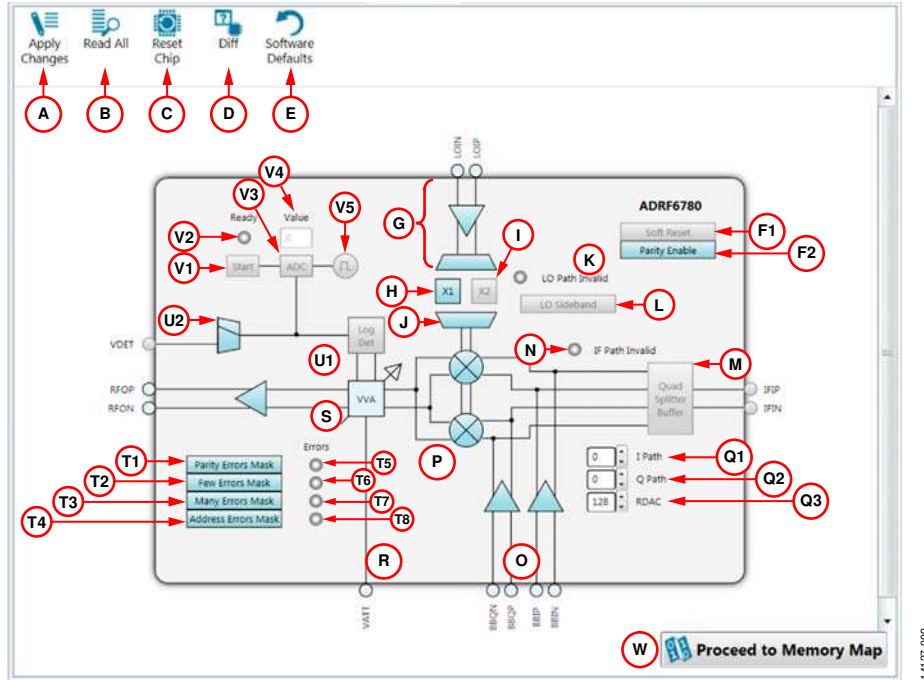 Apply Changes
Read All
Reset Chip
Diff
Software Defaults
A
B
C
D
E
LOIN
LOIP
V4
V3
V5
G
ADRF6780
Ready
Value
V2
0
I
Soft Reset
F1
K
Parity Enable
F2
V1
Start
ADC
LO Path Invalid
H
X1
X2
LO Sideband
L
U2
J
Log Det
VDET
U1
N
IF Path Invalid
M
RFOP
RFON
S
VVA
Quad Splitter Buffer
IFIP
IFIN
Errors
P
T1
Parity Errors Mask
T5
0
I Path
Q1
T2
Few Errors Mask
T6
0
Q Path
Q2
T3
Many Errors Mask
T7
128
RDAC
Q3
T4
Address Errors Mask
T8
R
O
VATT
BBQN
BBQP
BBIP
BBIN
W
Proceed to Memory Map